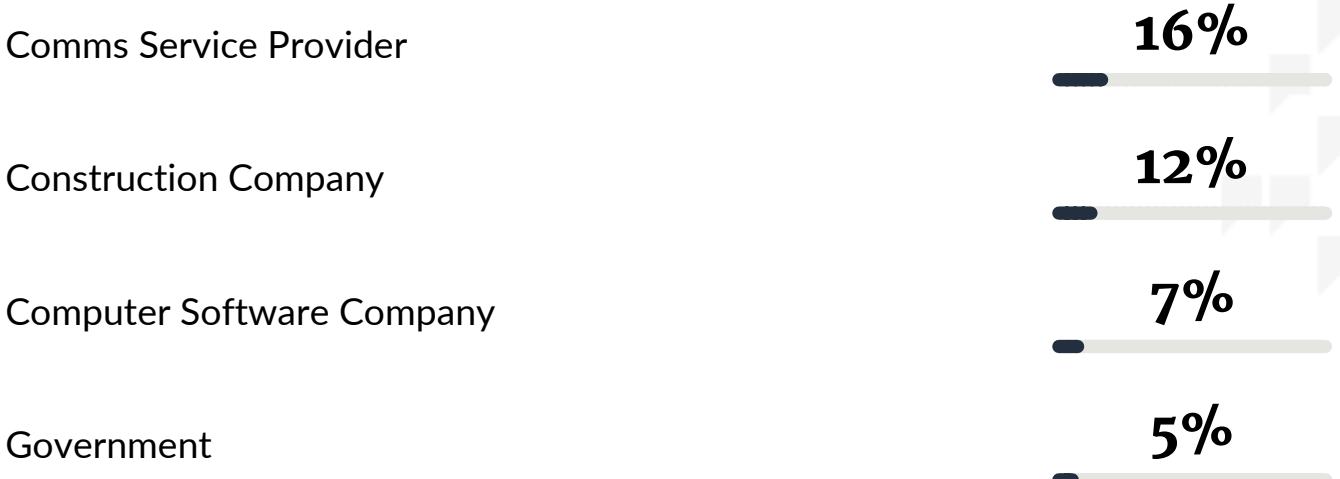 Comms Service Provider 16%
Construction Company 12%
Computer Software Company 7%
Government 5%